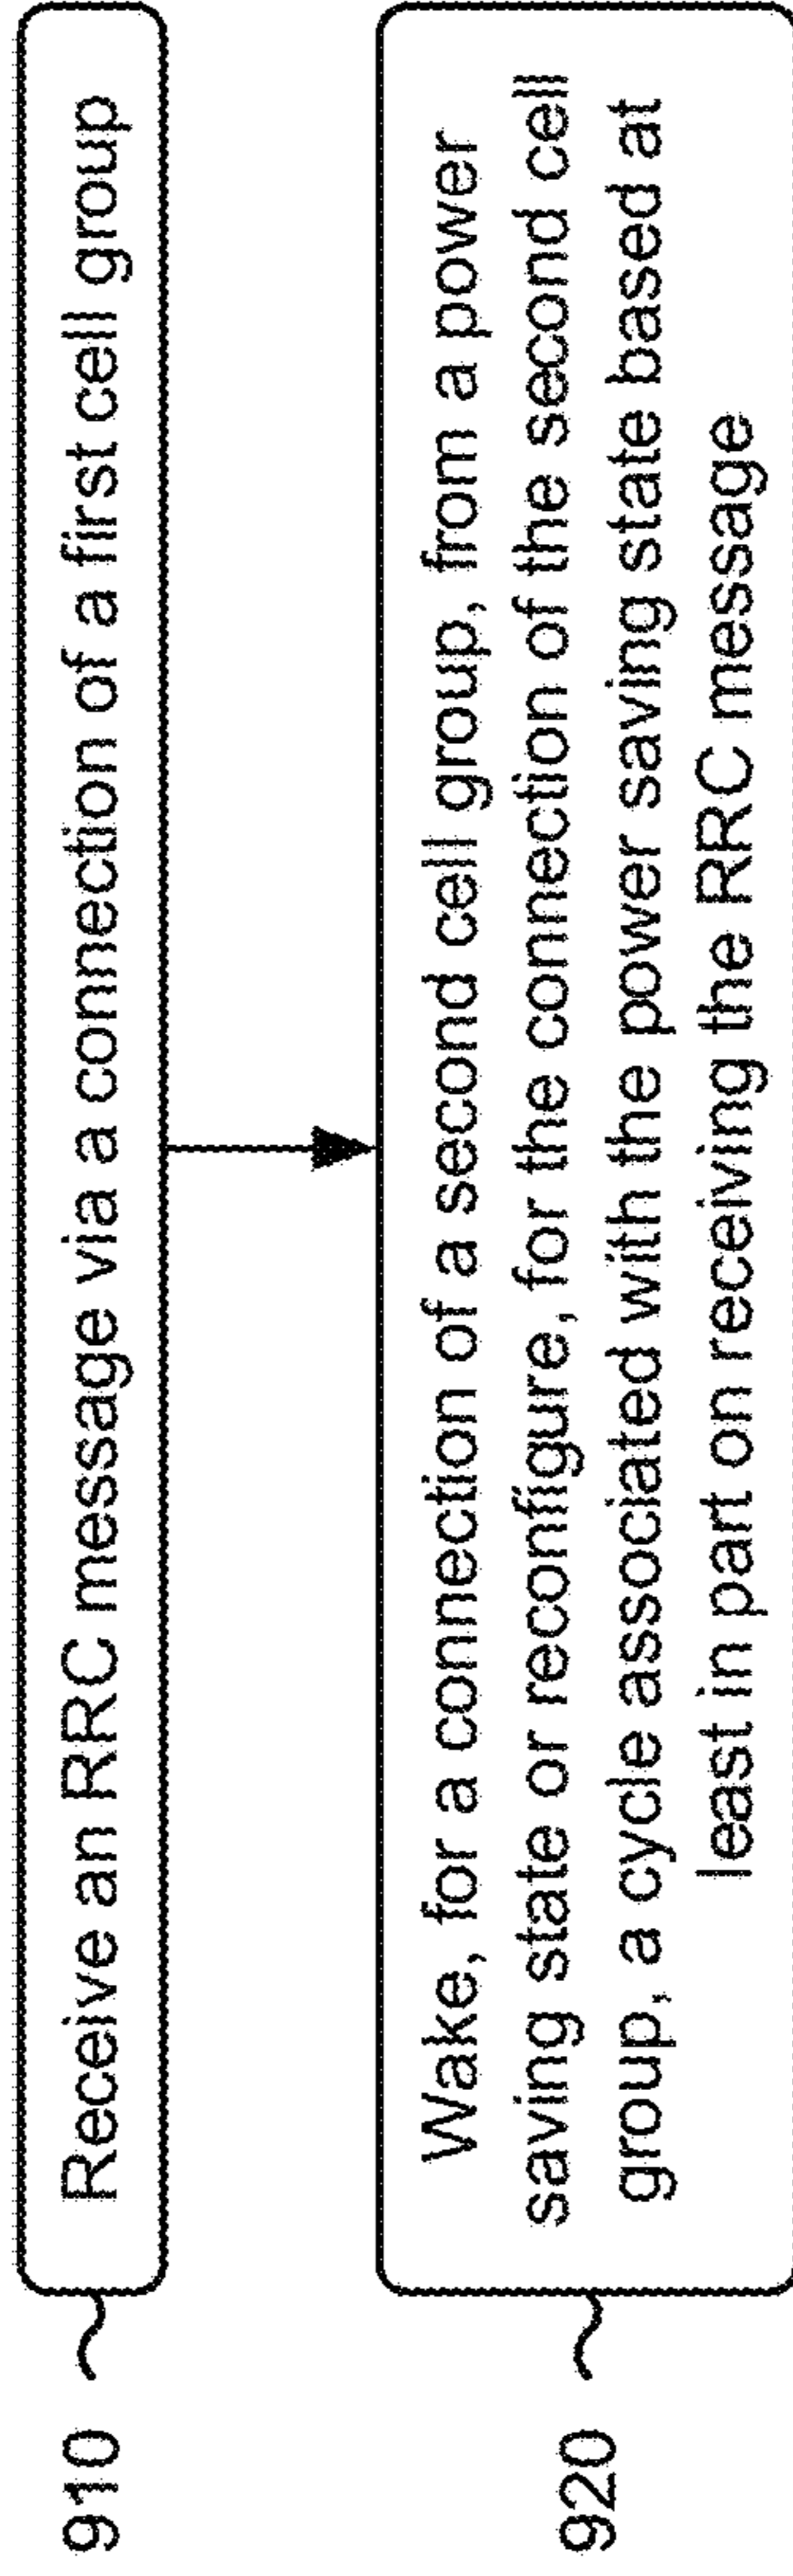 910
Receive an RRC message via a connection of a first cell group
920
Wake, for a connection of a second cell group, from a power
saving state or reconfigure, for the connection of the second cell
group, a cycle associated with the power saving state based at
least in part on receiving the RRC message